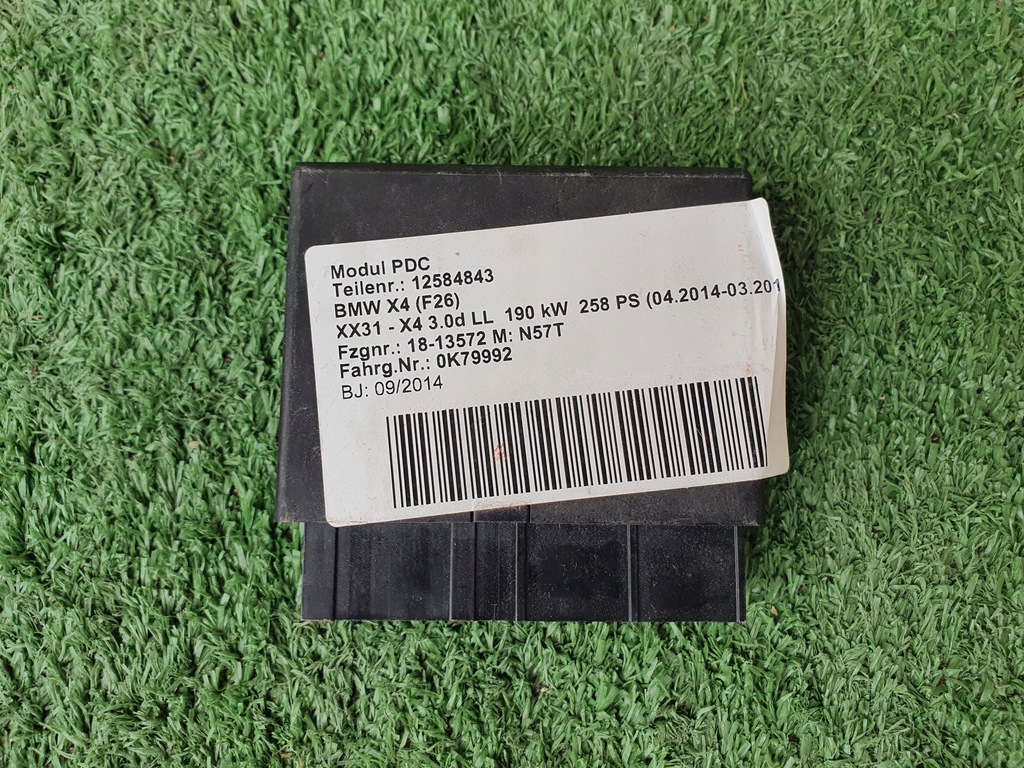 Modul PDC
Teilenr.: 12584843
BMW X4 (F26)
XX31 - X4 3.0d LL 190 kW 258 PS (04.2014-03.201
Fzgnr.: 18-13572 M: N57T
Fahrg.Nr.: 0K79992
BJ: 09/2014